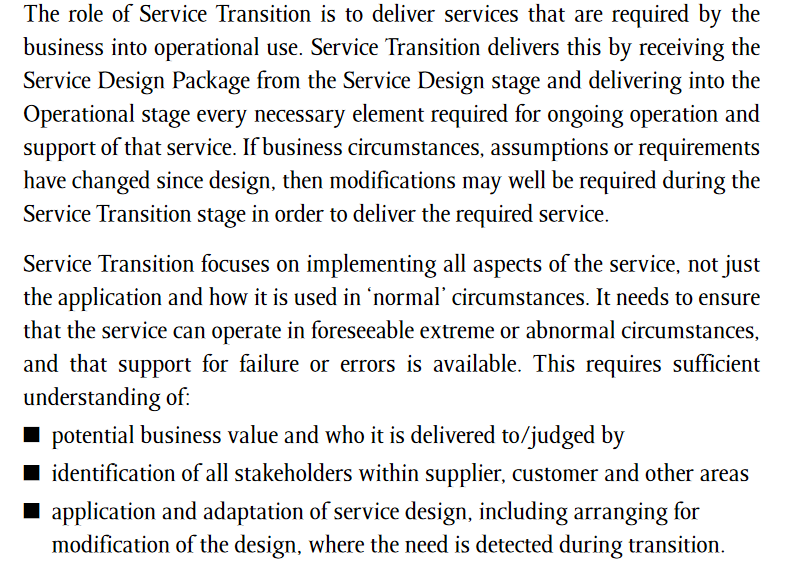 The role of Service Transition is to deliver services that are required by the
business into operational use. Service Transition delivers this by receiving the
Service Design Package from the Service Design stage and delivering into the
Operational stage every necessary element required for ongoing operation and
support of that service. If business circumstances, assumptions or requirements
have changed since design, then modifications may well be required during the
Service Transition stage in order to deliver the required service.
Service Transition focuses on implementing all aspects of the service, not just
the application and how it is used in ‘normal’ circumstances. It needs to ensure
that the service can operate in foreseeable extreme or abnormal circumstances,
and that support for failure or errors is available. This requires sufficient
understanding of:
■ potential business value and who it is delivered to/judged by
■ identification of all stakeholders within supplier, customer and other areas
■ application and adaptation of service design, including arranging for
modification of the design, where the need is detected during transition.